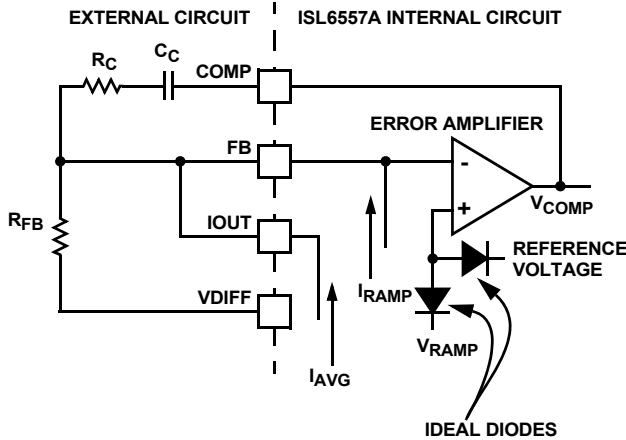 EXTERNAL CIRCUIT
ISL6557A INTERNAL CIRCUIT
RC
CC
COMP
ERROR AMPLIFIER
FB
-
+
VCOMP
RFB
IOUT
REFERENCE
VOLTAGE
IRAMP
VDIFF
VRAMP
IAVG
IDEAL DIODES